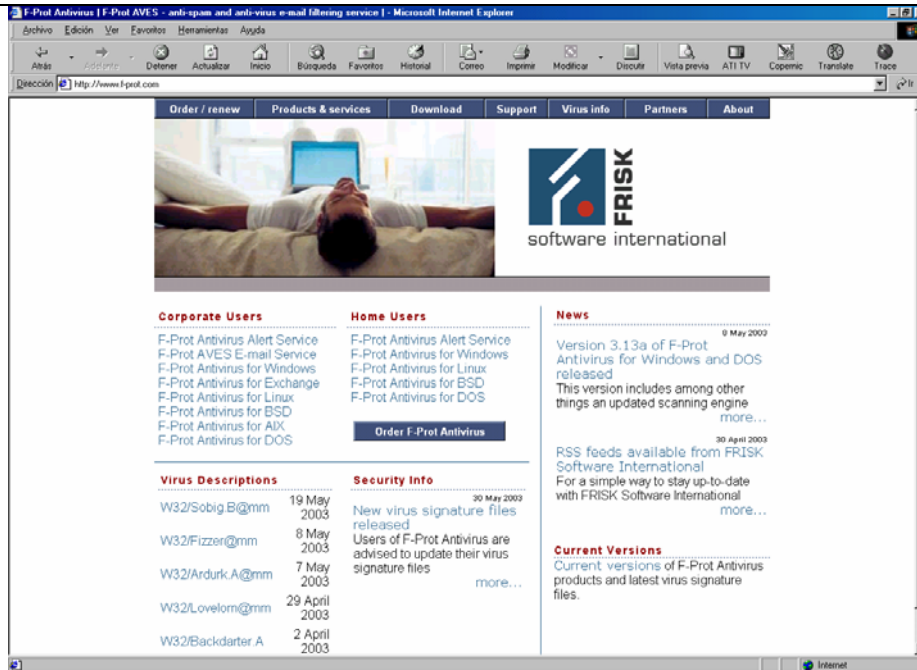 F-Prot Antivirus | F-Prot AVES - anti-spam and anti-virus e-mail filtering service | - Microsoft Internet Explorer
Archivo Edición Ver Favoritos Herramientas Ayuda
Atrás Adelante Detener Actualizar Inicio Búsqueda Favoritos Historial Correo Imprimir Modificar Discutir Vista previa ATI TV Copernic Translate Trace
Dirección http://www.f-prot.com Ir
Order / renew Products & services Download Support Virus info Partners About
FRISK
software international
Corporate Users
F-Prot Antivirus Alert Service
F-Prot AVES E-mail Service
F-Prot Antivirus for Windows
F-Prot Antivirus for Exchange
F-Prot Antivirus for Linux
F-Prot Antivirus for BSD
F-Prot Antivirus for AIX
F-Prot Antivirus for DOS
Home Users
F-Prot Antivirus Alert Service
F-Prot Antivirus for Windows
F-Prot Antivirus for Linux
F-Prot Antivirus for BSD
F-Prot Antivirus for DOS
Order F-Prot Antivirus
News
May 2003
Version 3.13a of F-Prot
Antivirus for Windows and DOS
released
This version includes among other
things an updated scanning engine
more...
30 April 2003
RSS feeds available from FRISK
Software International
For a simple way to stay up-to-date
with FRISK Software International
more...
Virus Descriptions
W32/Sobig.B@mm 19 May
2003
W32/Fizzer@mm 8 May
2003
W32/Ardurk.A@mm 7 May
2003
W32/Lovelorn@mm 29 April
2003
W32/Backdarter.A 2 April
2003
Security Info
30 May 2003
New virus signature files
released
Users of F-Prot Antivirus are
advised to update their virus
signature files
more...
Current Versions
Current versions of F-Prot Antivirus
products and latest virus signature
files.
Internet